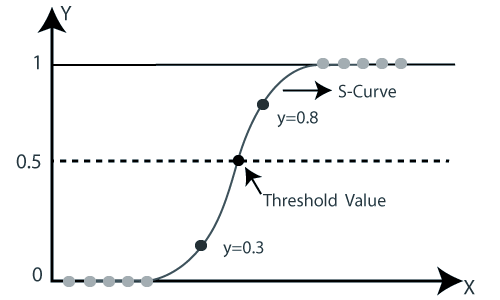 Y
1
S-Curve
y=0.8
0.5
Threshold Value
y=0.3
0
X